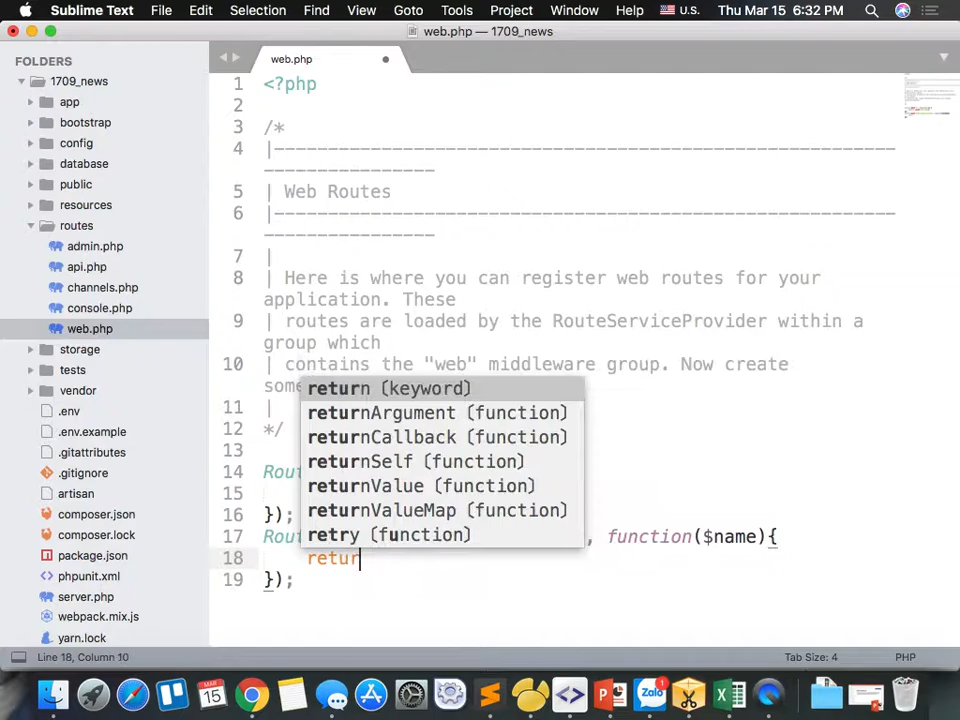 Sublime Text File Edit Selection Find View Goto Tools Project Window Help U.S. Thu Mar 15 6:32 PM
web.php — 1709_news
FOLDERS
1709_news
app
bootstrap
config
database
public
resources
routes
admin.php
api.php
channels.php
console.php
web.php
storage
tests
vendor
.env
.env.example
.gitattributes
.gitignore
artisan
composer.json
composer.lock
package.json
phpunit.xml
server.php
webpack.mix.js
yarn.lock
web.php
1 <?php
2
3 /*
4 |----------------------------------------------------------
----------------
5 | Web Routes
6 |----------------------------------------------------------
----------------
7 |
8 | Here is where you can register web routes for your
application. These
9 | routes are loaded by the RouteServiceProvider within a
group which
10 | contains the "web" middleware group. Now create
some
11 |
12 */
13
14 Rout
15
16 });
17 Rout , function($name){
18 retur
19 });
return (keyword)
returnArgument (function)
returnCallback (function)
returnSelf (function)
returnValue (function)
returnValueMap (function)
retry (function)
Line 18, Column 10 Tab Size: 4 PHP
MAR
15
Zalo
1